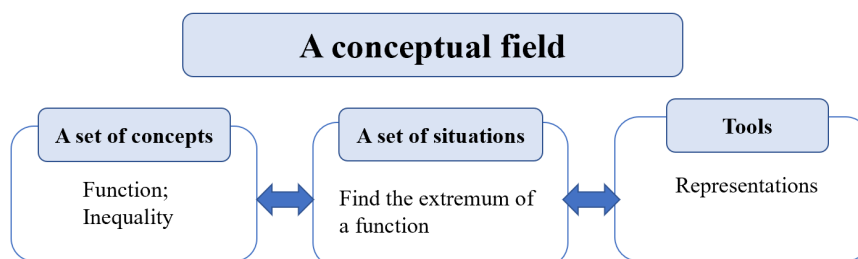 A conceptual field
A set of concepts
Function;
Inequality
A set of situations
Find the extremum of
a function
Tools
Representations